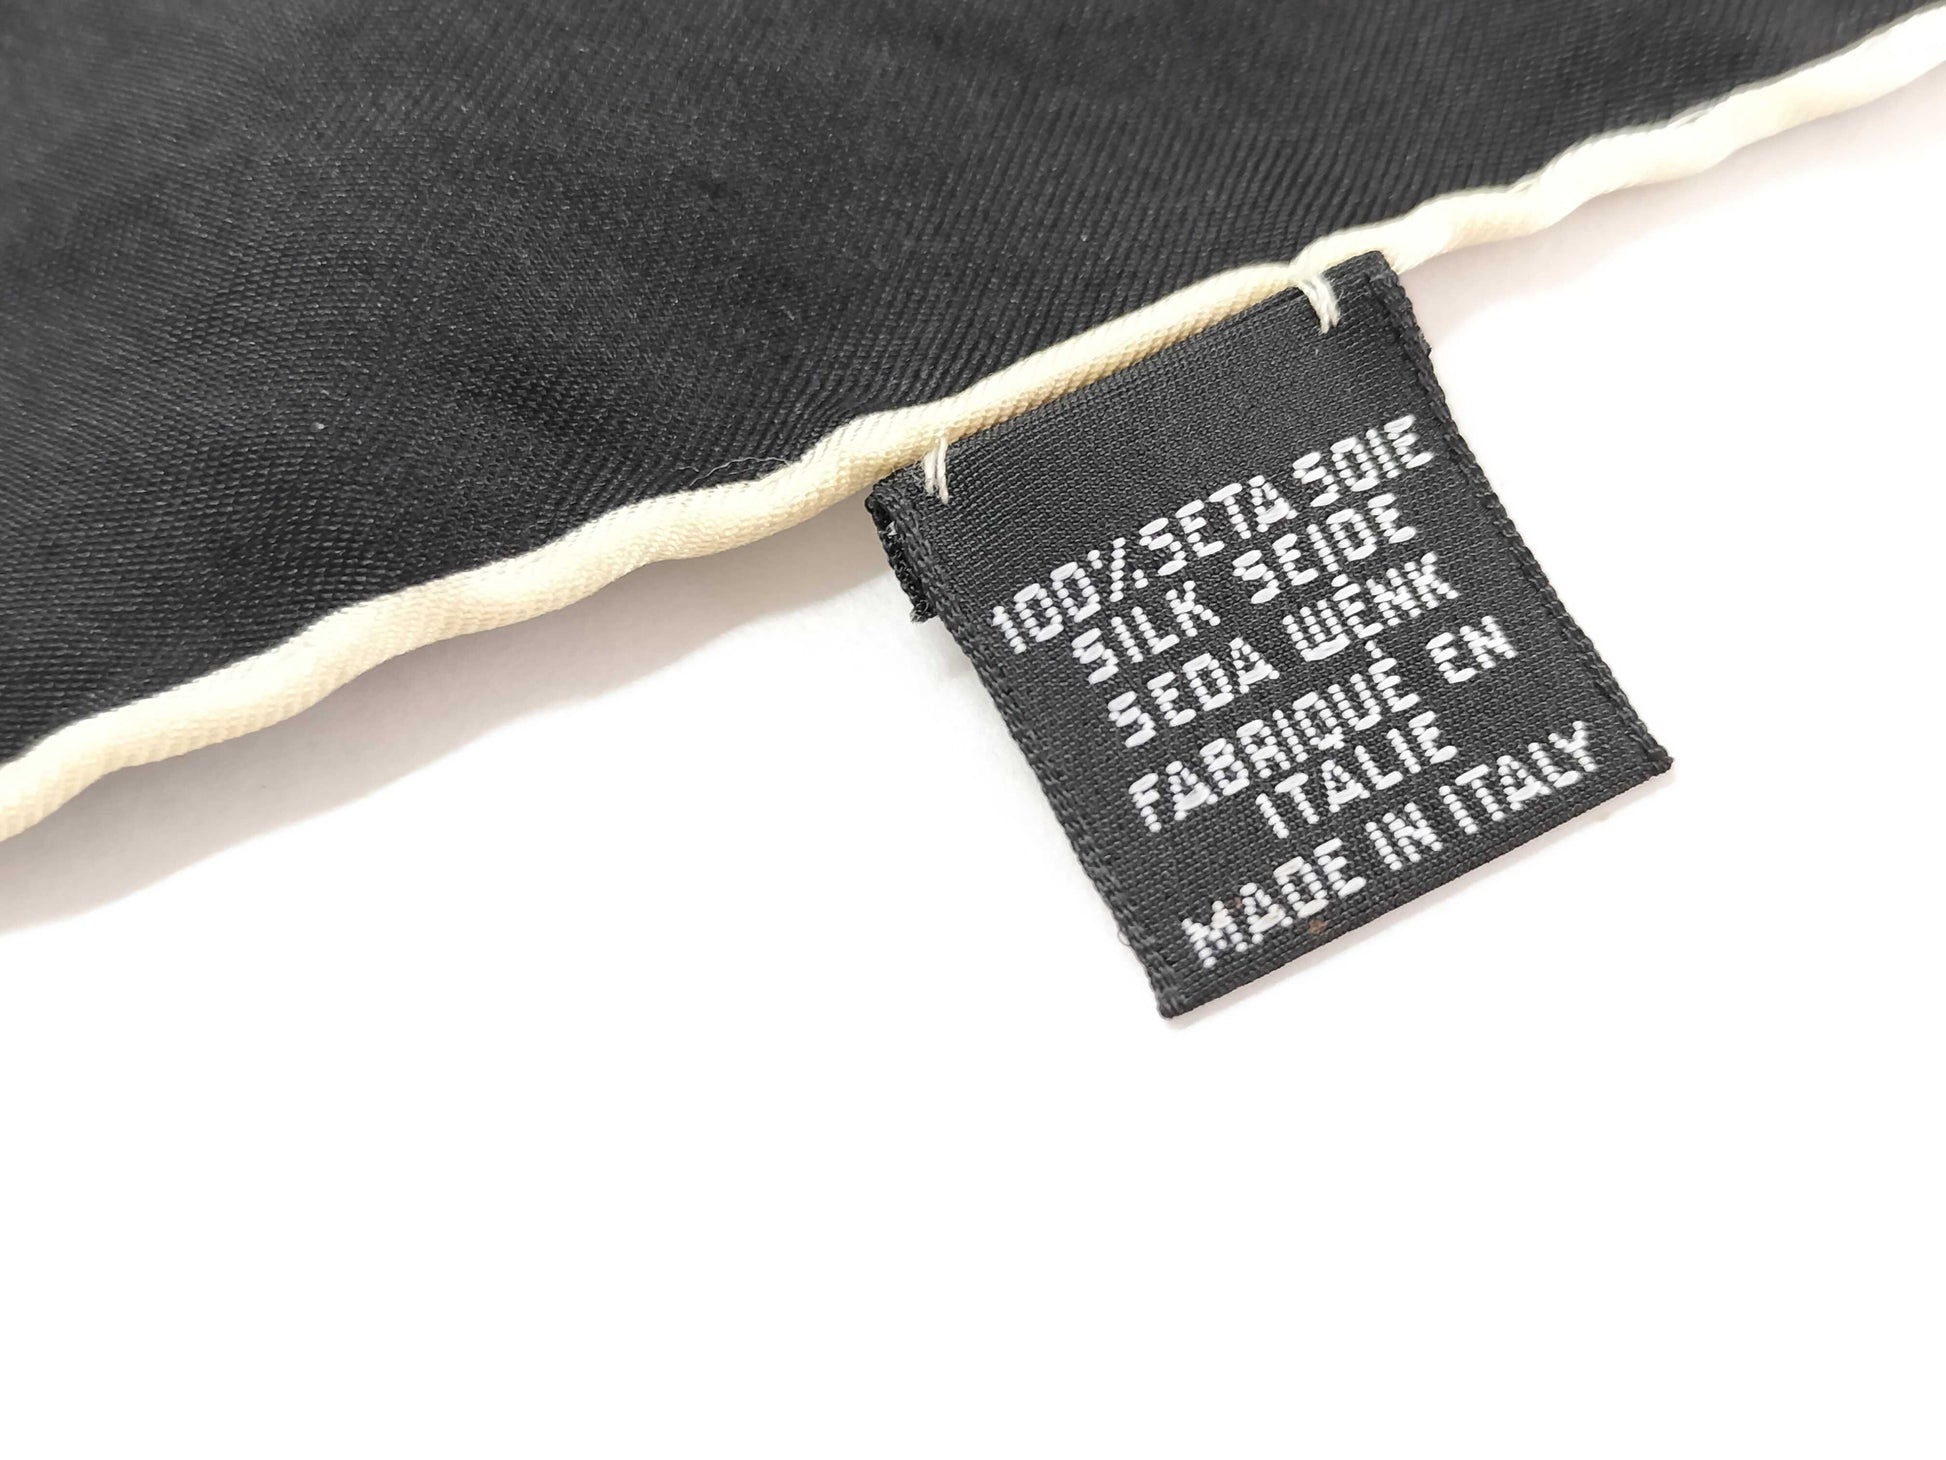 100% SETA SOIE
SILK SEIDE
SEDA ШЁЛК
FABRIQUÉ EN
ITALIE
MADE IN ITALY